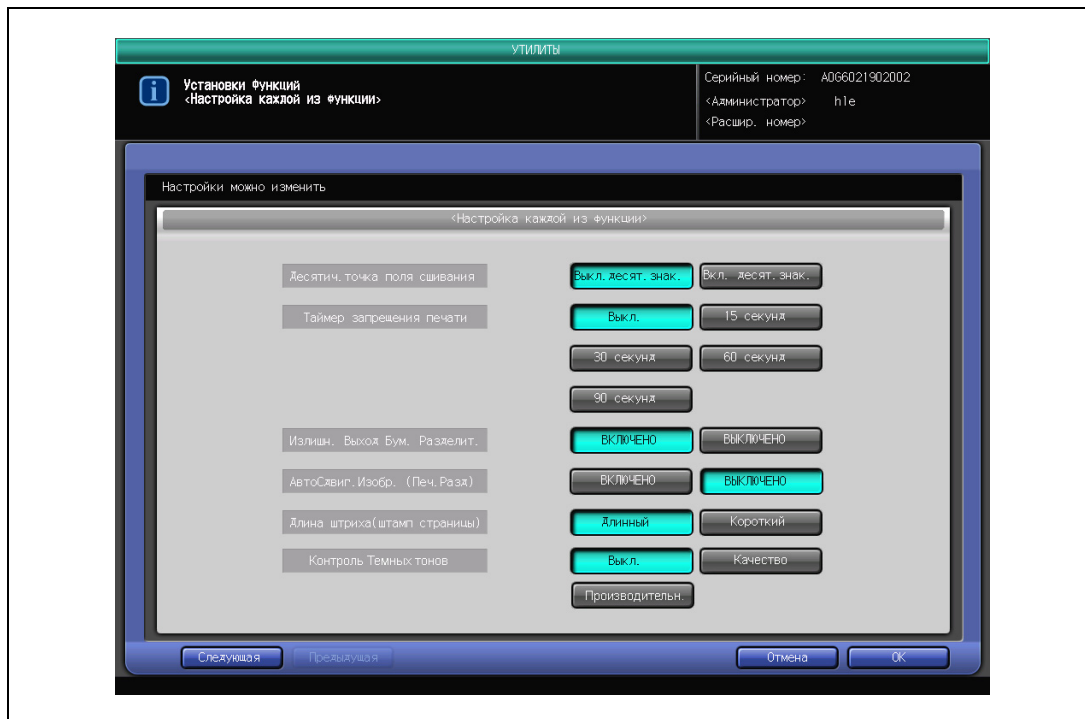 УТИЛИТЫ
Установки Функций
<Настройка каждой из функции>
Серийный номер: A0G6021902002
<Администратор> hle
<Расшир. номер>
Настройки можно изменить
<Настройка каждой из функции>
Десятич.точка поля сшивания Выкл.десят.знак. Вкл. десят.знак.
Таймер запрещения печати Выкл. 15 секунд
30 секунд 60 секунд
90 секунд
Излишн. Выход Бум. Разделит. ВКЛЮЧЕНО ВЫКЛЮЧЕНО
АвтоСдвиг.Изобр. (Печ.Разд) ВКЛЮЧЕНО ВЫКЛЮЧЕНО
Длина штриха(штамп страницы) Длинный Короткий
Контроль Темных тонов Выкл. Качество
Производительн.
Следующая Предыдущая Отмена OK